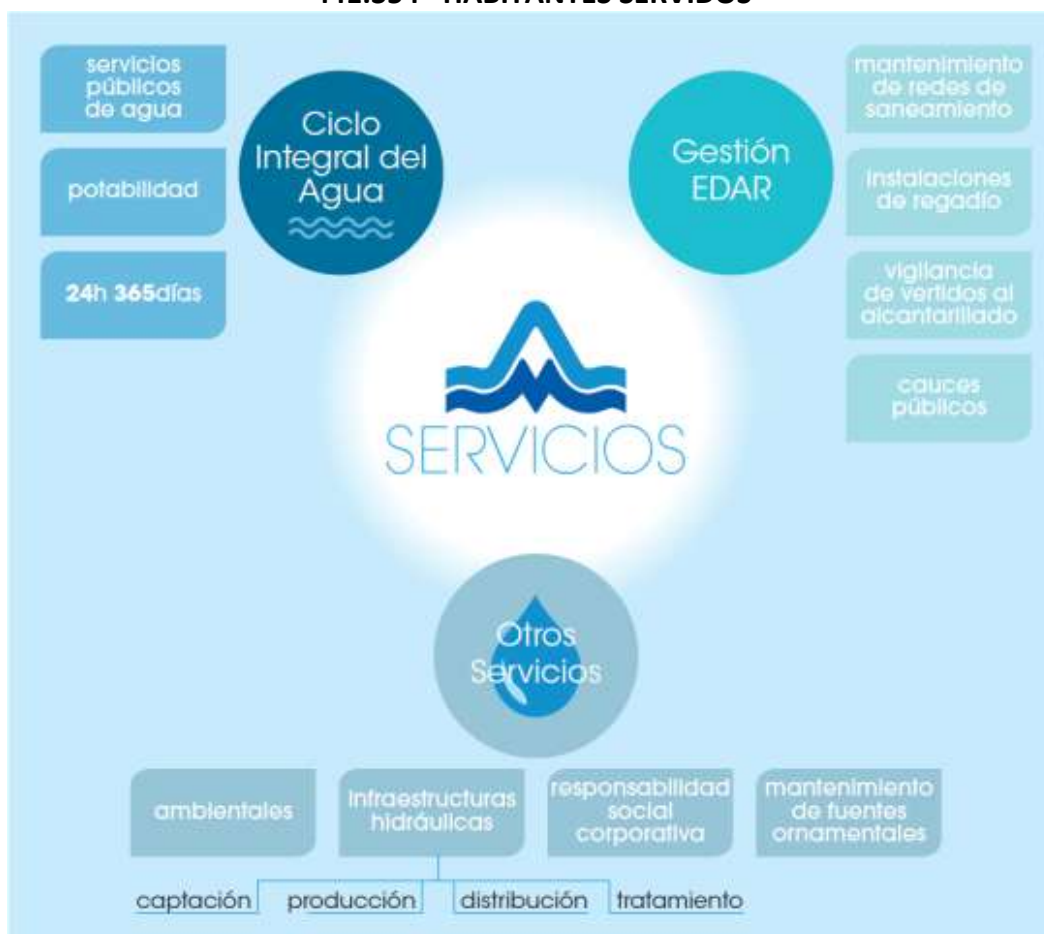 servicios
públicos
de agua
potabilidad
24h 365días
Ciclo
Integral del
Agua
Gestión
EDAR
mantenimiento
de redes de
saneamiento
instalaciones
de regadío
vigilancia
de vertidos al
alcantarillado
cauces
públicos
SERVICIOS
Otros
Servicios
ambientales
infraestructuras
hidráulicas
responsabilidad
social
corporativa
mantenimiento
de fuentes
ornamentales
captación
producción
distribución
tratamiento